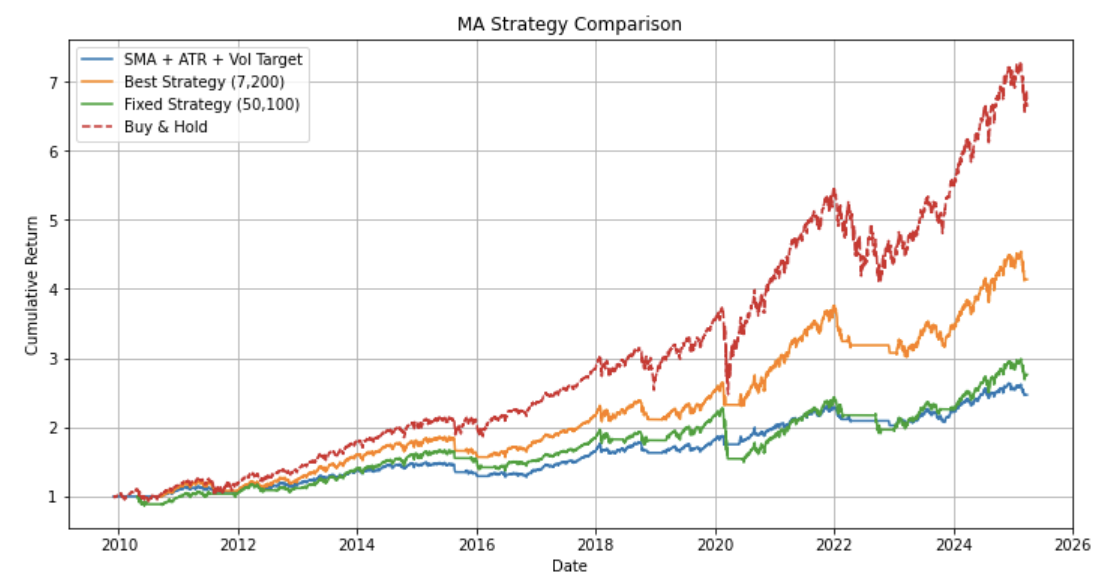 MA Strategy Comparison
SMA + ATR + Vol Target
Best Strategy (7,200)
Fixed Strategy (50,100)
Buy & Hold
Cumulative Return
7
6
5
4
3
2
1
2010 2012 2014 2016 2018 2020 2022 2024 2026
Date